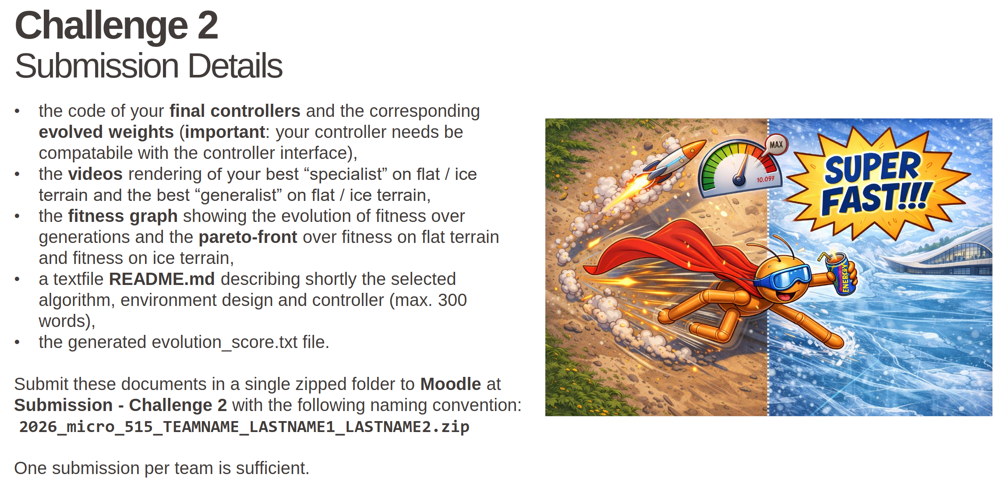 Challenge 2
Submission Details
• the code of your final controllers and the corresponding
evolved weights (important: your controller needs be
compatabile with the controller interface),
• the videos rendering of your best “specialist” on flat / ice
terrain and the best “generalist” on flat / ice terrain,
• the fitness graph showing the evolution of fitness over
generations and the pareto-front over fitness on flat terrain
and fitness on ice terrain,
• a textfile README.md describing shortly the selected
algorithm, environment design and controller (max. 300
words),
• the generated evolution_score.txt file.
Submit these documents in a single zipped folder to Moodle at
Submission - Challenge 2 with the following naming convention:
2026_micro_515_TEAMNAME_LASTNAME1_LASTNAME2.zip
One submission per team is sufficient.
MAX
10.097
SUPER
FAST!!!
ENERGY